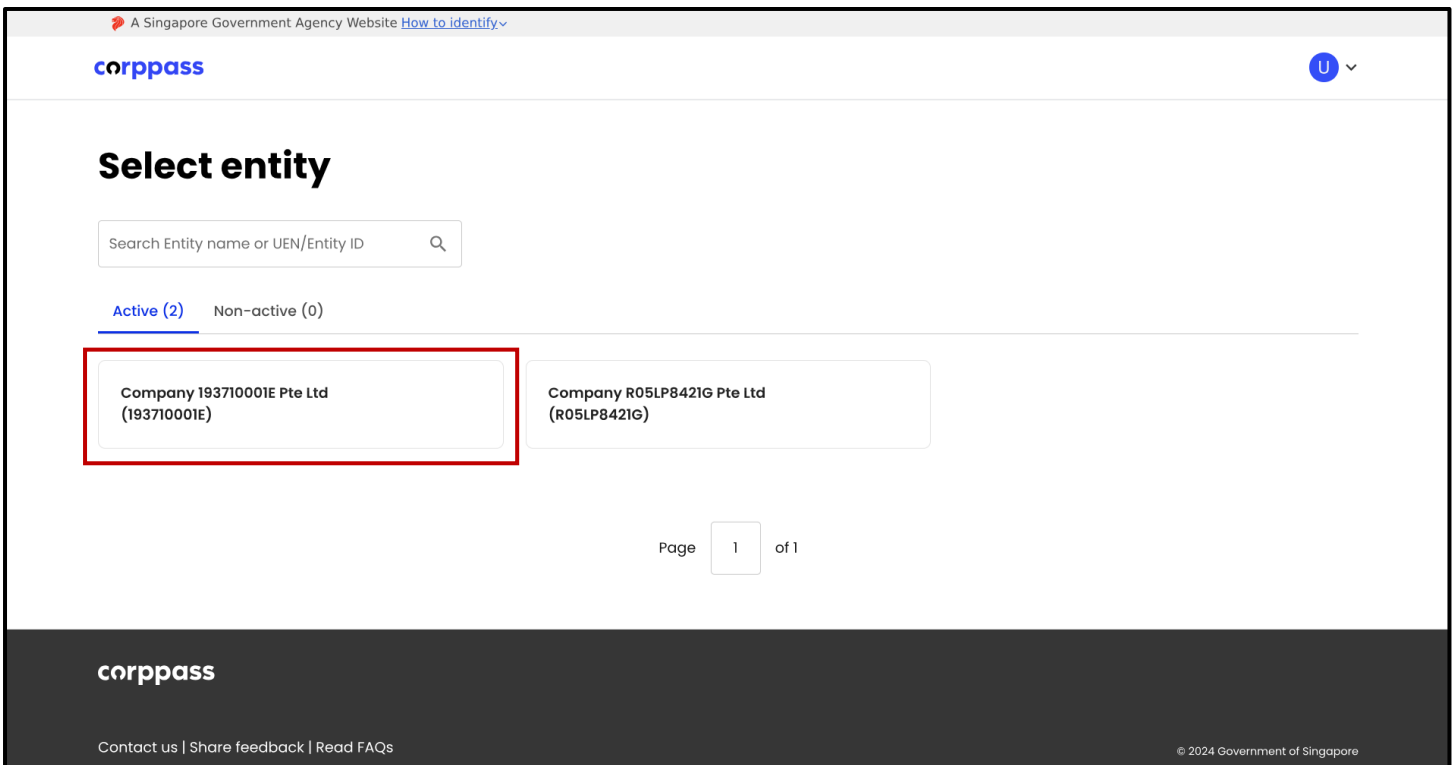 A Singapore Government Agency Website How to identify
corppass
U
Select entity
Search Entity name or UEN/Entity ID
Active (2) Non-active (0)
Company 193710001E Pte Ltd
(193710001E)
Company R05LP8421G Pte Ltd
(R05LP8421G)
Page 1 of 1
corppass
Contact us | Share feedback | Read FAQs
© 2024 Government of Singapore